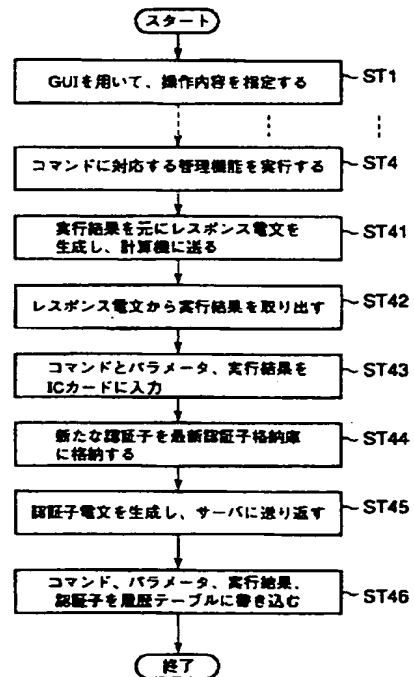 スタート
GUIを用いて、操作内容を指定する
ST1
コマンドに対応する管理機能を実行する
ST4
実行結果を元にレスポンス電文を
生成し、計算機に送る
ST41
レスポンス電文から実行結果を取り出す
ST42
コマンドとパラメータ、実行結果を
ICカードに入力
ST43
新たな認証子を最新認証子格納庫
に格納する
ST44
認証子電文を生成し、サーバに送り返す
ST45
コマンド、パラメータ、実行結果、
認証子を履歴テーブルに書き込む
ST46
終了